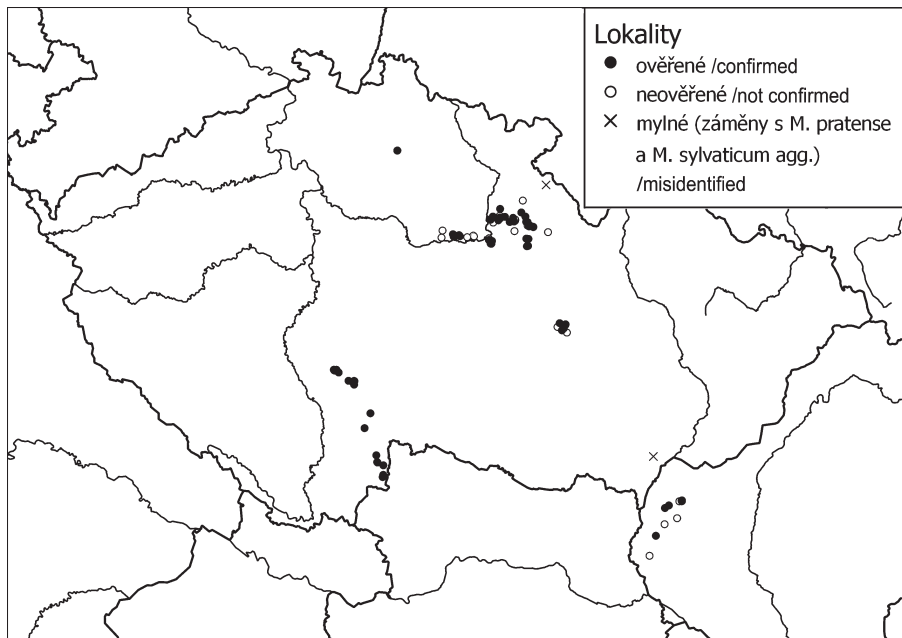 Lokality
ověřené /confirmed
neověřené /not confirmed
mylné (záměny s M. pratense
a M. sylvaticum agg.)
/misidentified